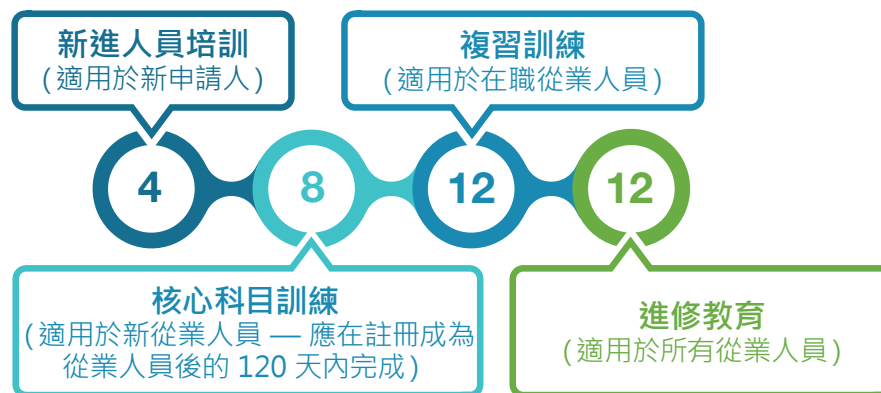 新進人員培訓
(適用於新申請人)
複習訓練
(適用於在職從業人員)
4
8
12
12
核心科目訓練
(適用於新從業人員 — 應在註冊成為
從業人員後的 120 天內完成)
進修教育
(適用於所有從業人員)